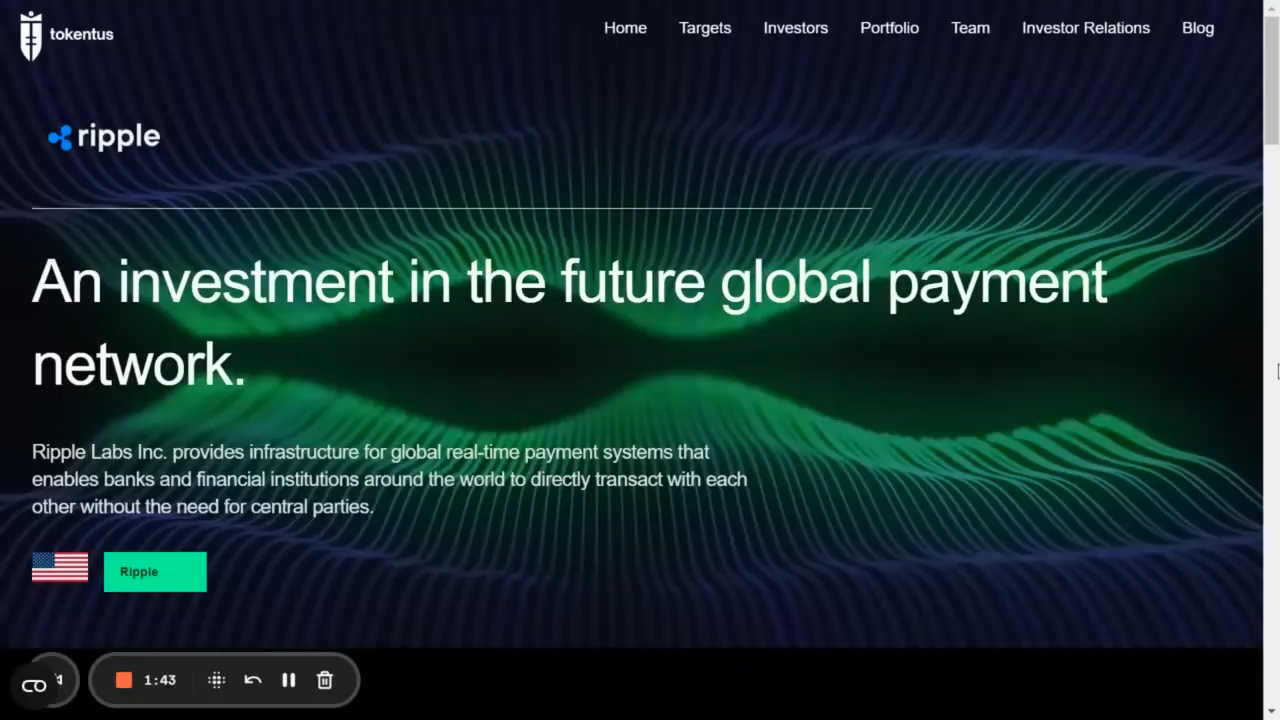 tokentus
Home Targets Investors Portfolio Team Investor Relations Blog
ripple
An investment in the future global payment
network.
Ripple Labs Inc. provides infrastructure for global real-time payment systems that
enables banks and financial institutions around the world to directly transact with each
other without the need for central parties.
Ripple
1:43